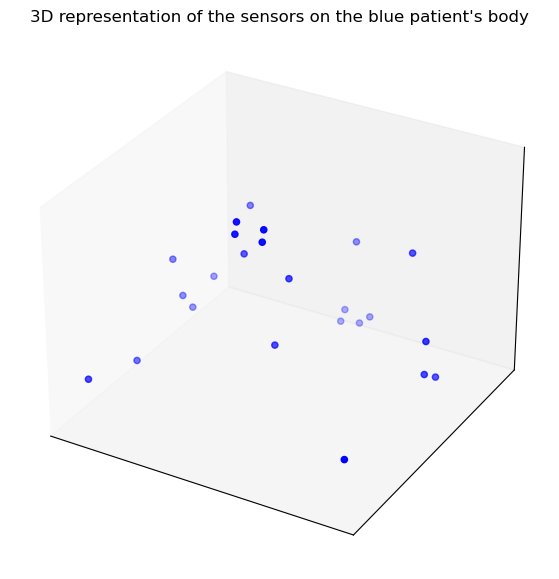 3D representation of the sensors on the blue patient's body